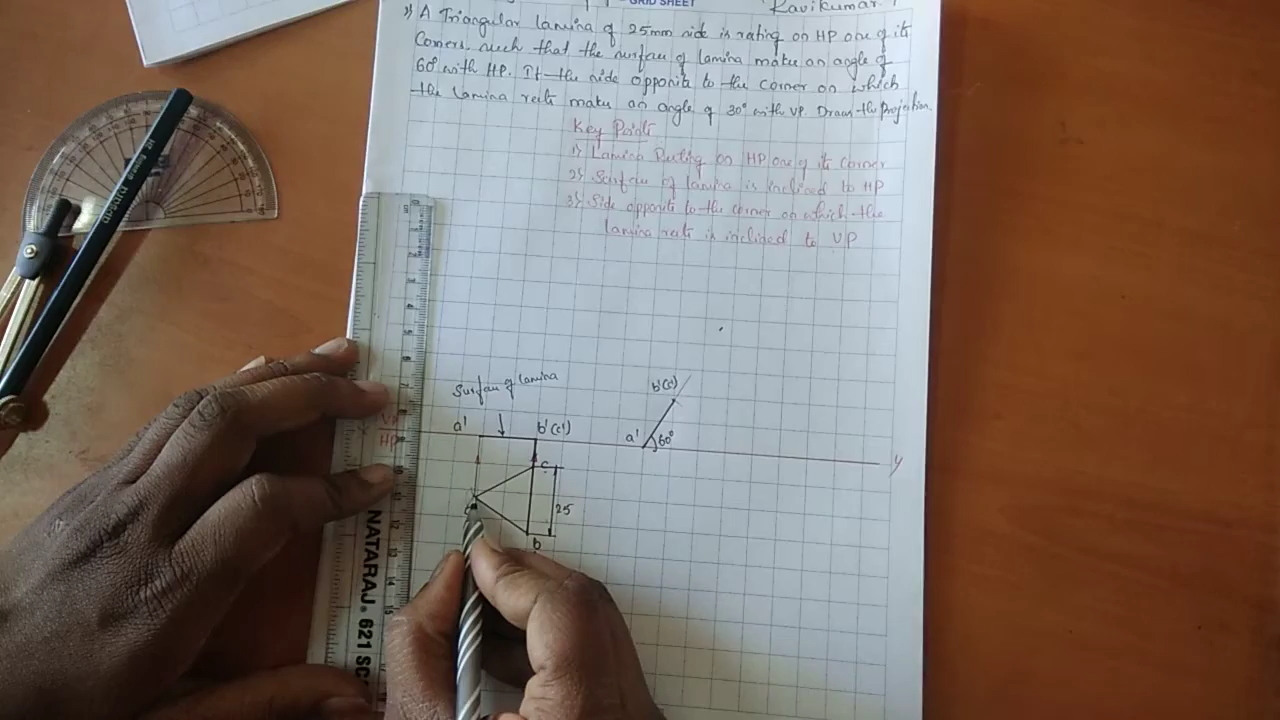 GRID SHEET
Ravikumar
A Triangular lamina of 25mm side is resting on HP one of its
Corners such that the surface of lamina makes an angle of
60° with HP. If the side opposite to the corner on which
the lamina rests makes an angle of 30° with VP. Draw the Projection.
Key Points
1) Lamina Resting on HP one of its corner
2) Surface of lamina is inclined to HP
3) Side opposite to the corner on which the
lamina rests is inclined to VP
Surface of lamina
b'(c')
a'
b'(c')
a'
60°
VP
HP
y
c
25
b
NATARAJ 621 SC